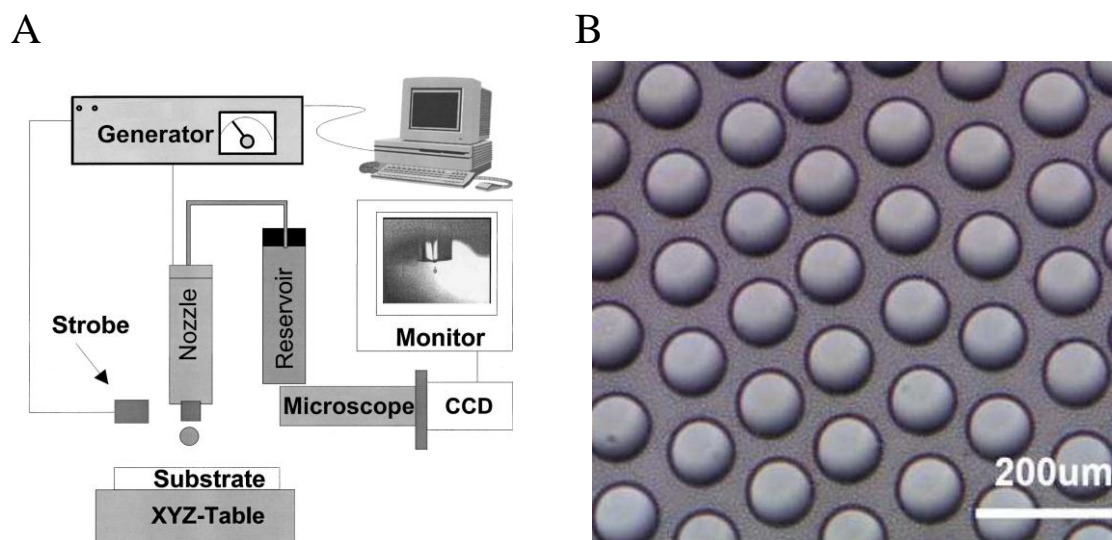 A
B
Generator
Nozzle
Reservoir
Strobe
Monitor
Microscope
CCD
Substrate
XYZ-Table
200um